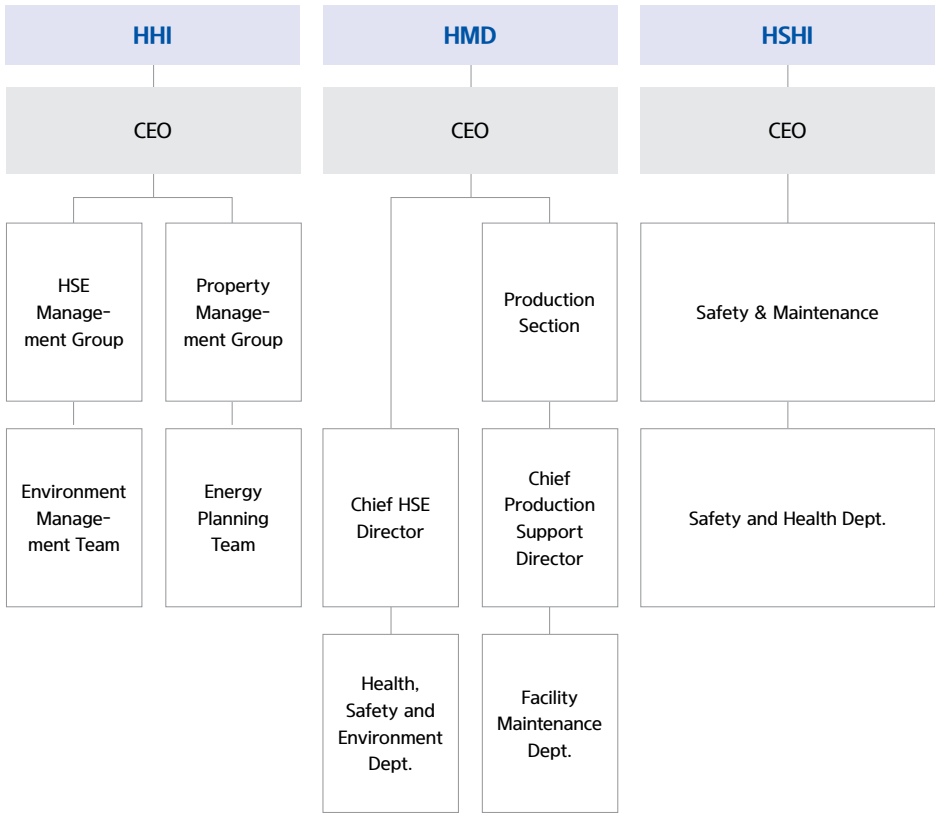 HHI
HMD
HSHI
CEO
CEO
CEO
HSE
Manage-
ment Group
Property
Manage-
ment Group
Production
Section
Safety & Maintenance
Environment
Manage-
ment Team
Energy
Planning
Team
Chief HSE
Director
Chief
Production
Support
Director
Safety and Health Dept.
Health,
Safety and
Environment
Dept.
Facility
Maintenance
Dept.